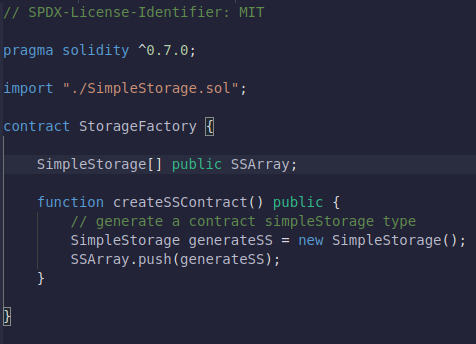 // SPDX-License-Identifier: MIT
pragma solidity ^0.7.0;
import "./SimpleStorage.sol";
contract StorageFactory {
    SimpleStorage[] public SSArray;
    function createSSContract() public {
        // generate a contract simpleStorage type
        SimpleStorage generateSS = new SimpleStorage();
        SSArray.push(generateSS);
    }
}